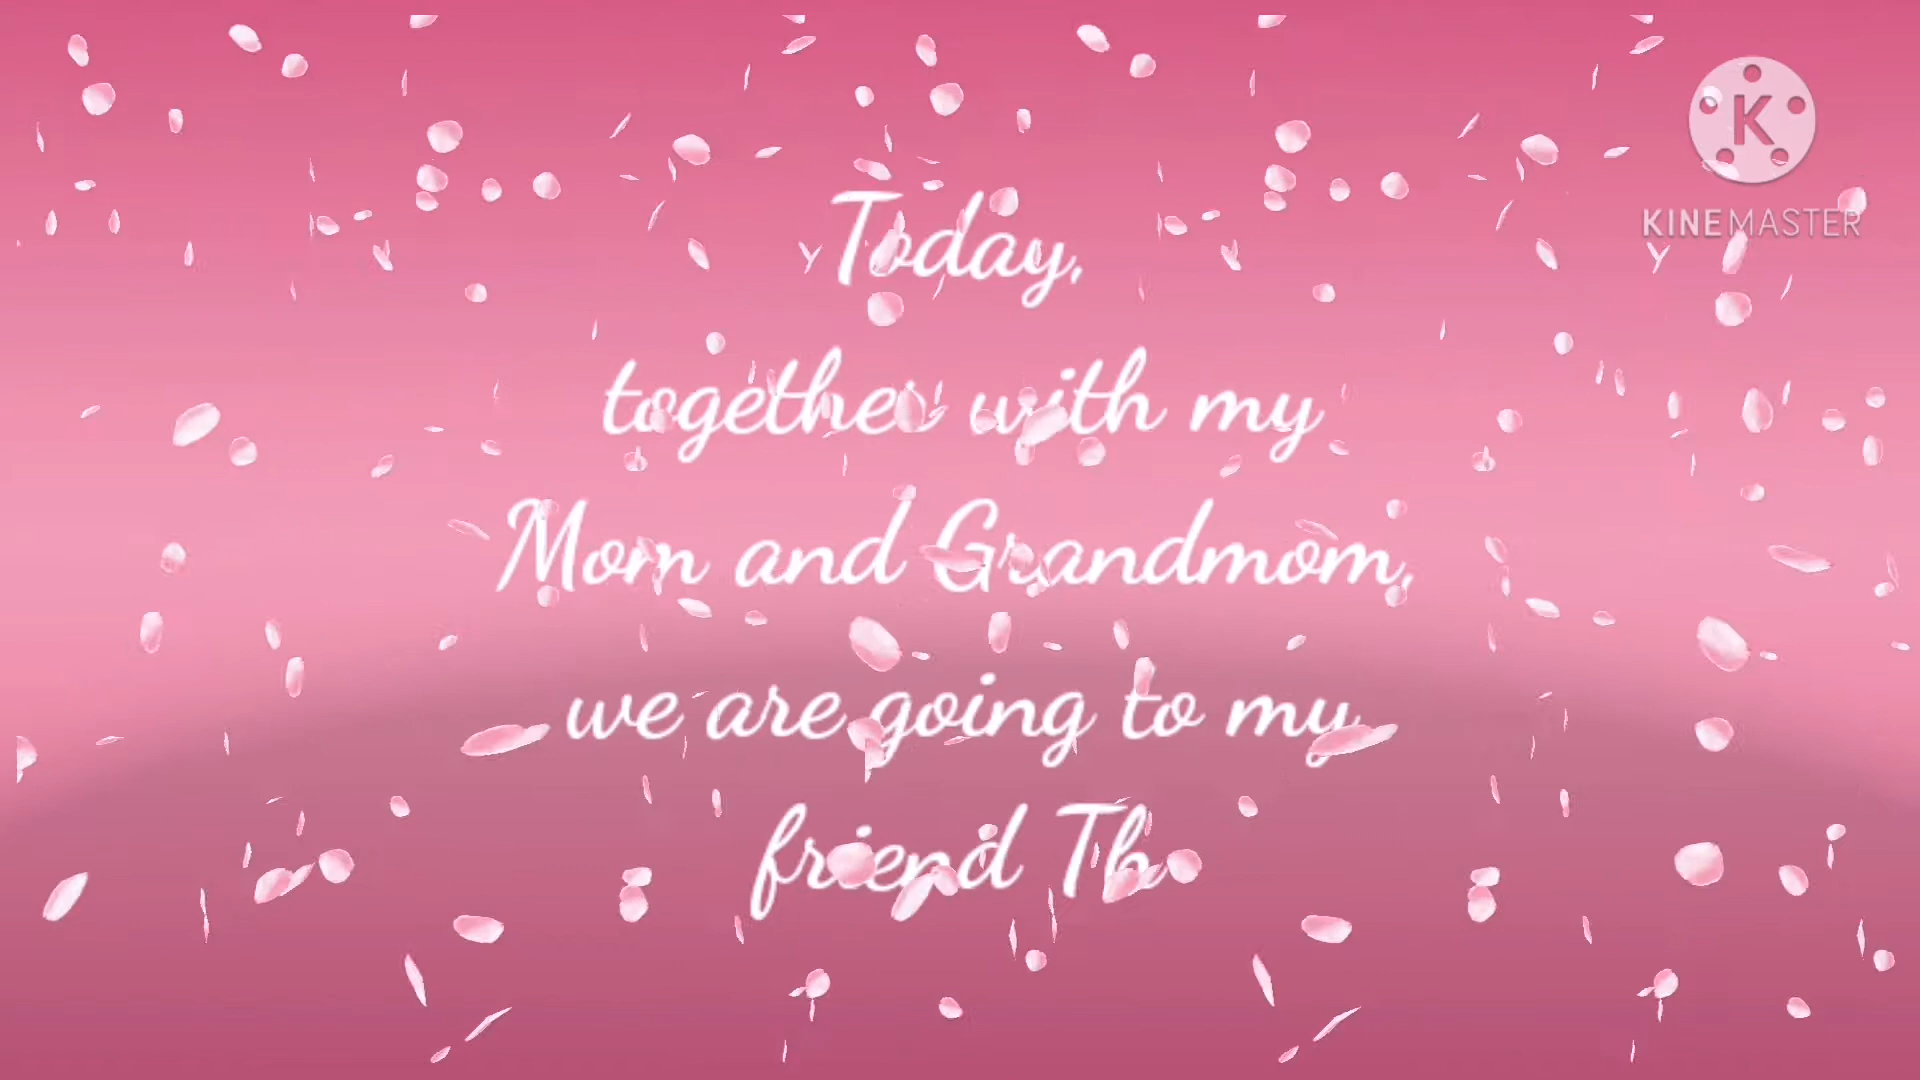 KINEMASTER
Today,
together with my
Mom and Grandmom,
we are going to my
friend Th